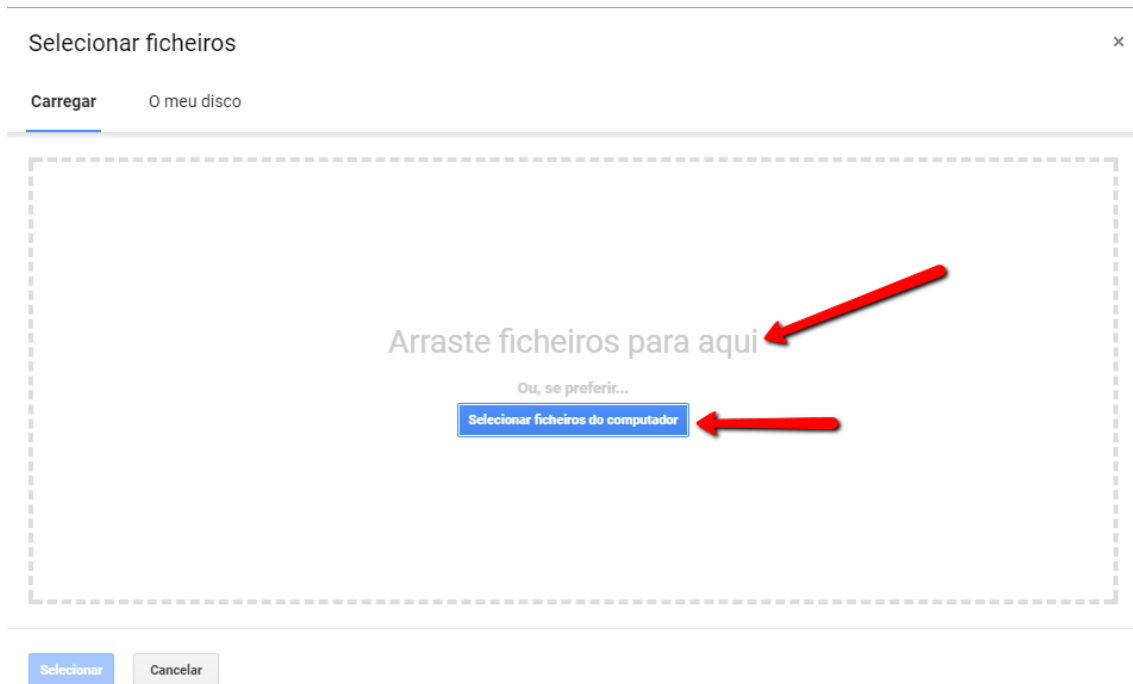 Selecionar ficheiros
×
Carregar O meu disco
Arraste ficheiros para aqui
Ou, se preferir...
Selecionar ficheiros do computador
Selecionar Cancelar